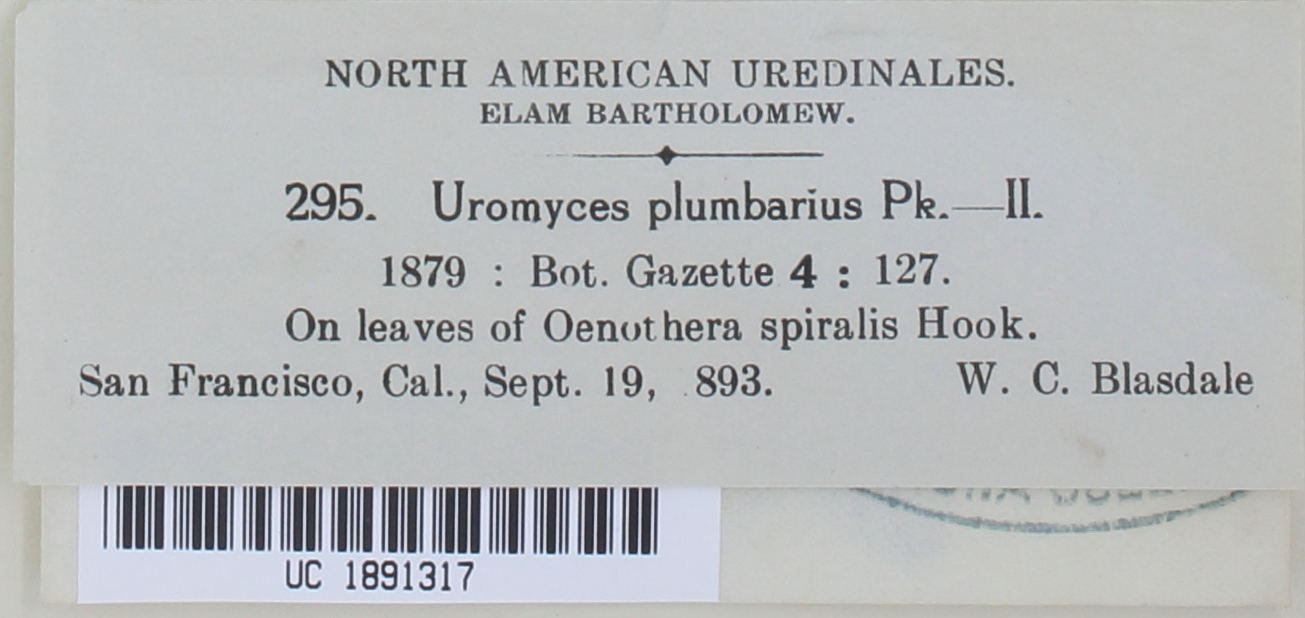 NORTH AMERICAN UREDINALES.
ELAM BARTHOLOMEW.
295. Uromyces plumbarius Pk.—II.
1879 : Bot. Gazette 4 : 127.
On leaves of Oenothera spiralis Hook.
San Francisco, Cal., Sept. 19, 893. W. C. Blasdale
UC 1891317